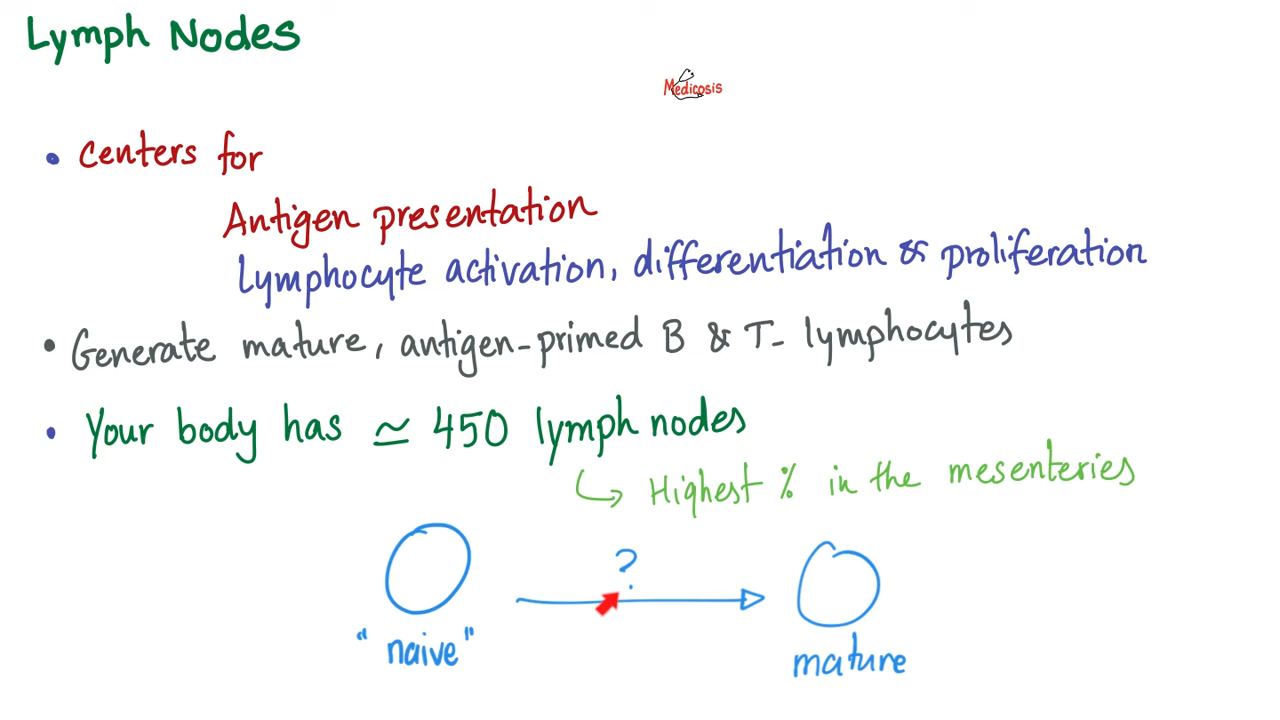 Lymph Nodes
Medicosis
• Centers for
Antigen presentation
Lymphocyte activation, differentiation & proliferation
• Generate mature, antigen-primed B & T- lymphocytes
• Your body has ≃ 450 lymph nodes
↳ Highest % in the mesenteries
?
"naive"
mature